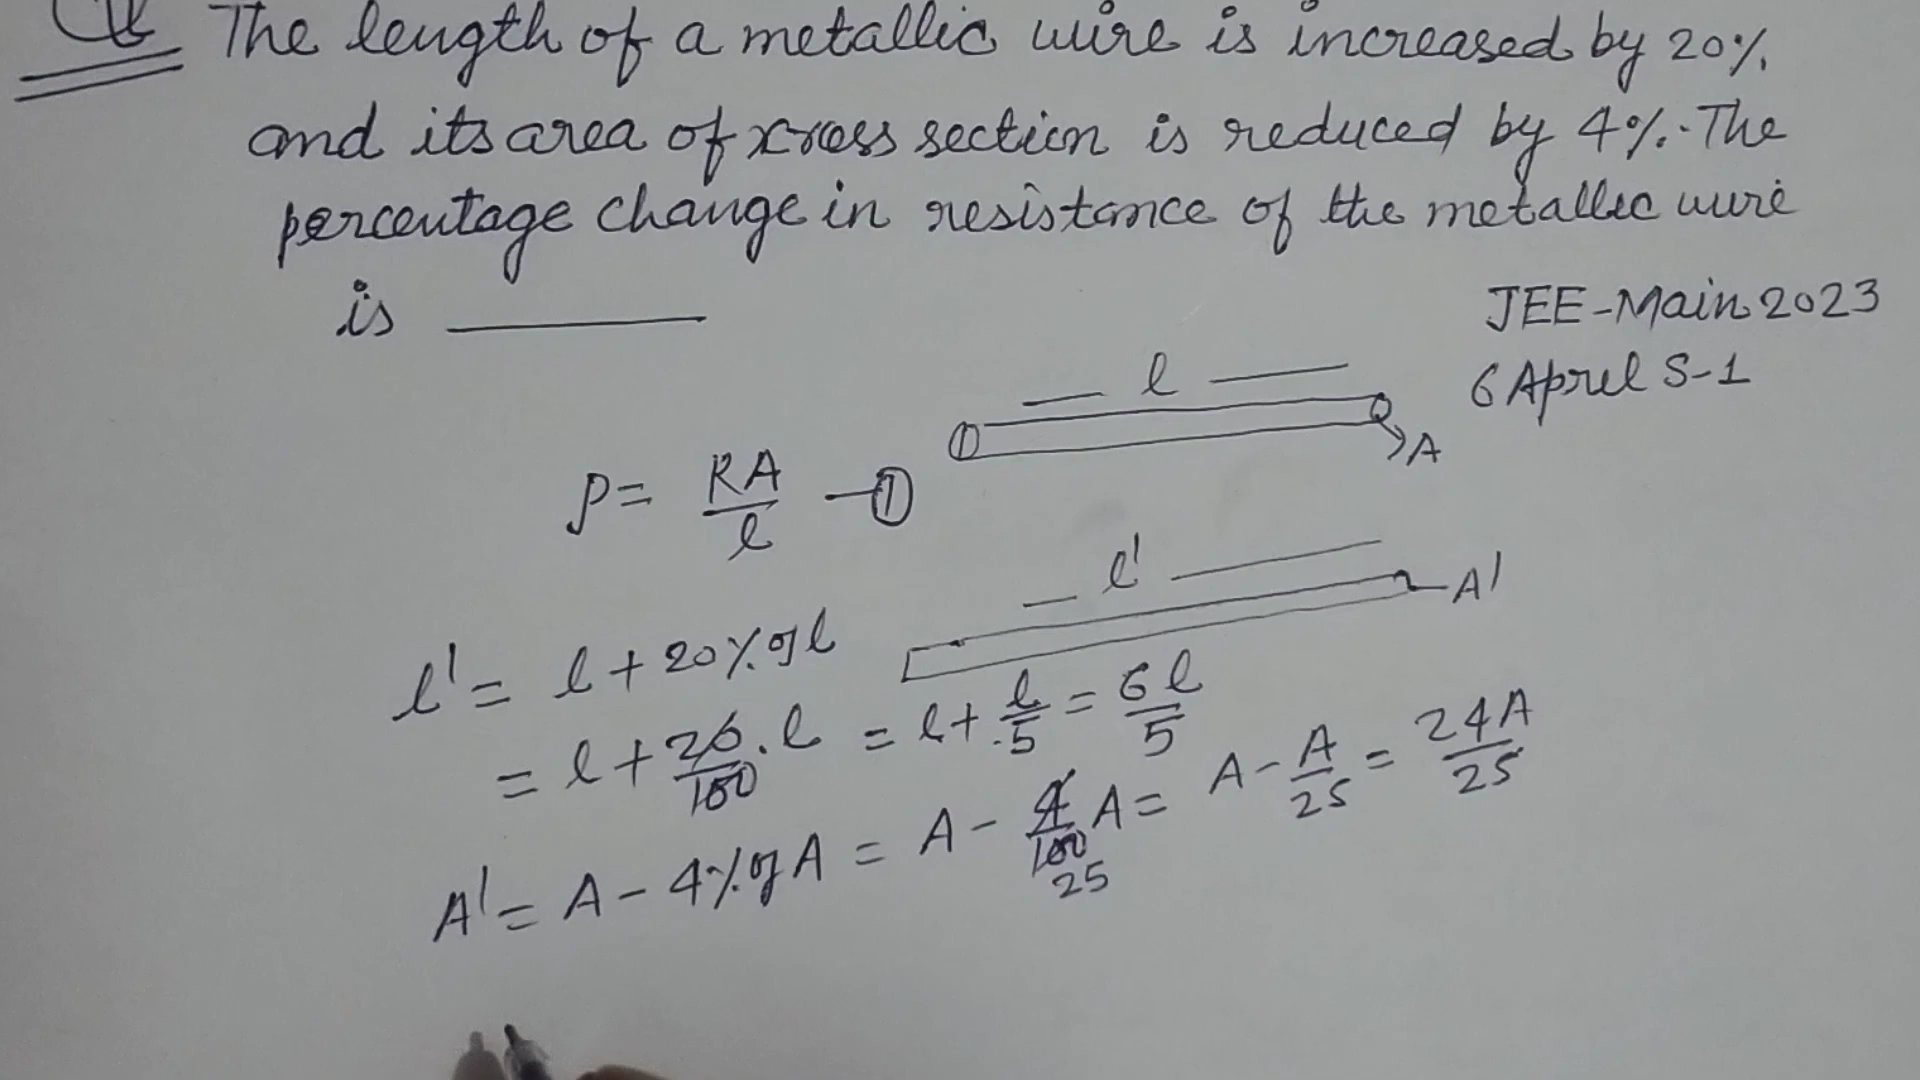 The length of a metallic wire is increased by 20%
and its area of cross section is reduced by 4%. The
percentage change in resistance of the metallic wire
is ______
JEE-Main 2023
6 April S-1
l
A
ρ = RA/l —①
l'
A'
l' = l + 20% of l
= l + 20/100 . l = l + l/5 = 6l/5
A' = A - 4% of A = A - 4/100 A = A - A/25 = 24A/25
25